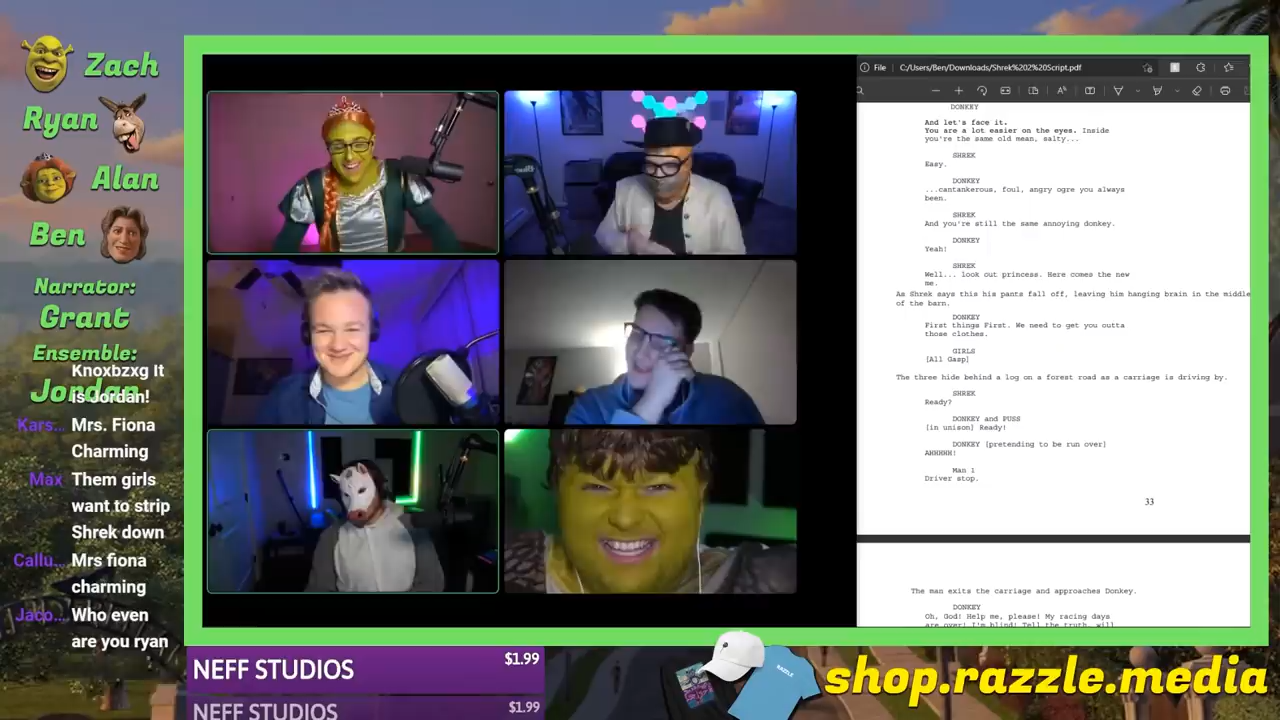 Zach
Ryan
Alan
Ben
Narrator:
Grant
Ensemble:
Jordan
Knoxbzxg It
is Jordan!
Kars... Mrs. Fiona
Charming
Max Them girls
want to strip
Shrek down
Callu... Mrs fiona
charming
Jaco... Who even
are you ryan
File C:/Users/Ben/Downloads/Shrek%202%20Script.pdf
DONKEY
And let's face it.
You are a lot easier on the eyes. Inside
you're the same old mean, salty...
SHREK
Easy.
DONKEY
...cantankerous, foul, angry ogre you always
been.
SHREK
And you're still the same annoying donkey.
DONKEY
Yeah!
SHREK
Well... look out princess. Here comes the new
me.
As Shrek says this his pants fall off, leaving him hanging brain in the middle
of the barn.
DONKEY
First things First. We need to get you outta
those clothes.
GIRLS
[All Gasp]
The three hide behind a log on a forest road as a carriage is driving by.
SHREK
Ready?
DONKEY and PUSS
[in unison] Ready!
DONKEY (pretending to be run over)
AHHHHH!
Man 1
Driver stop.
33
The man exits the carriage and approaches Donkey.
DONKEY
Oh, God! Help me, please! My racing days
are over! I'm blind! Tell the truth, will
NEFF STUDIOS $1.99
NEFF STUDIOS $1.99
RAZZLE
shop.razzle.media